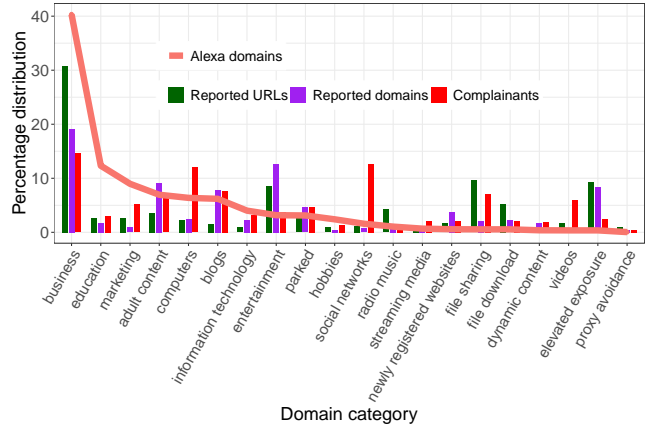 Percentage distribution
40
30
20
10
0
Alexa domains
Reported URLs
Reported domains
Complainants
business
education
marketing
adult content
computers
blogs
information technology
entertainment
parked
hobbies
social networks
radio music
streaming media
newly registered websites
file sharing
file download
dynamic content
videos
elevated exposure
proxy avoidance
Domain category